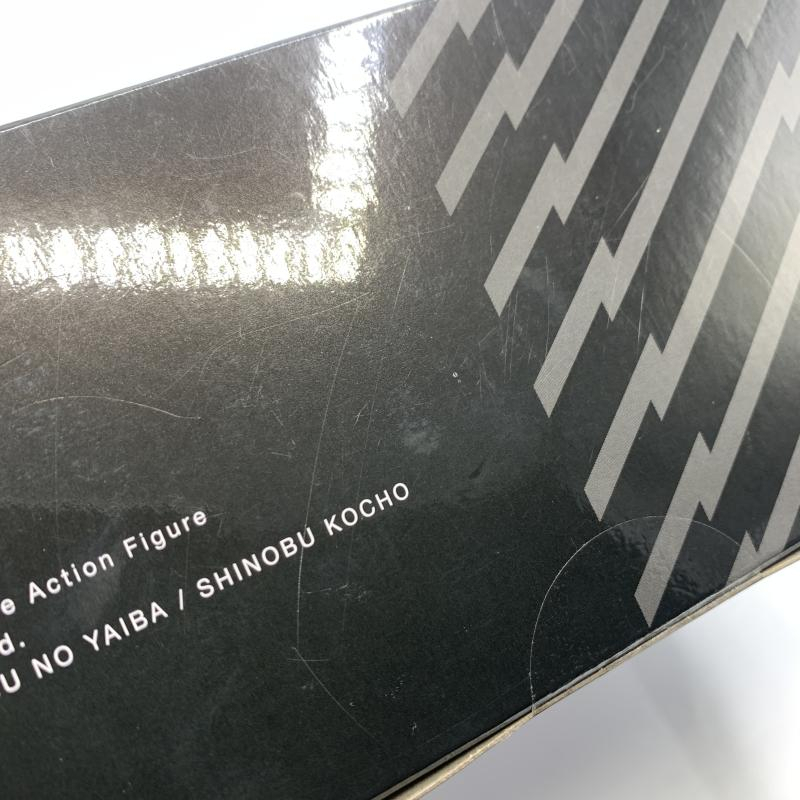 e Action Figure
d.
U NO YAIBA / SHINOBU KOCHO